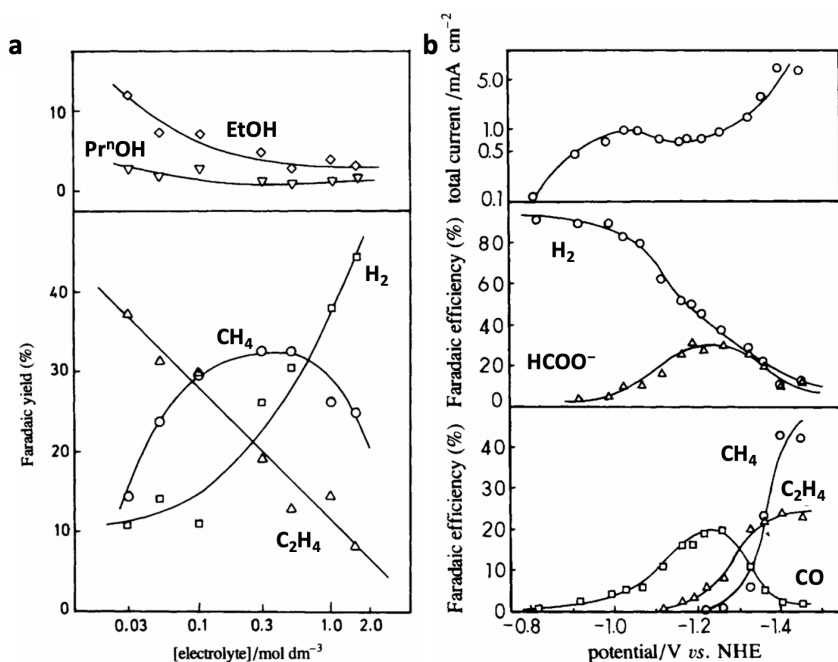 a
10
0
EtOH
PrⁿOH
40
30
20
10
0
H₂
CH₄
C₂H₄
Faradaic yield (%)
0.03 0.1 0.3 1.0 2.0
[electrolyte]/mol dm⁻³
b
5.0
1.0
0.5
0.1
total current /mA cm⁻²
80
60
40
20
0
H₂
HCOO⁻
Faradaic efficiency (%)
40
20
0
CH₄
C₂H₄
CO
Faradaic efficiency (%)
-0.8 -1.0 -1.2 -1.4
potential/V vs. NHE